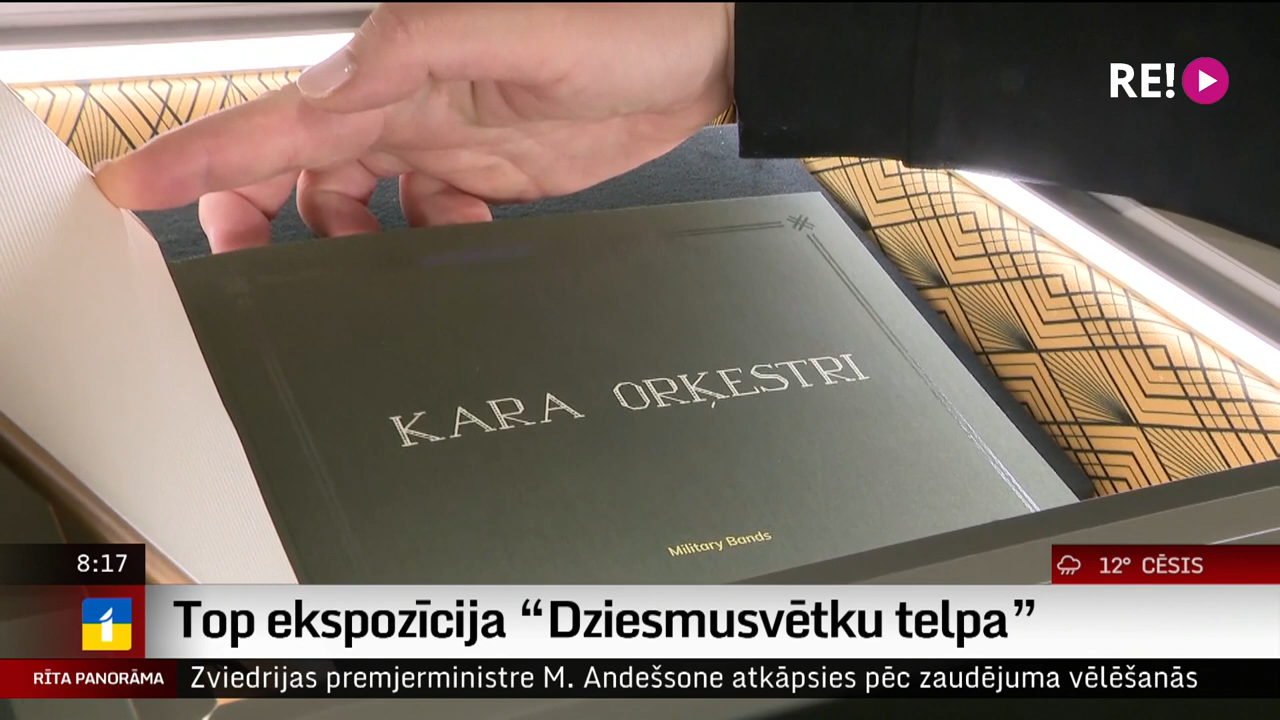 RE!
KARA ORĶESTRI
Military Bands
8:17
12° CĒSIS
1
Top ekspozīcija “Dziesmusvētku telpa”
RĪTA PANORĀMA
Zviedrijas premjerministre M. Andešsone atkāpsies pēc zaudējuma vēlēšanās